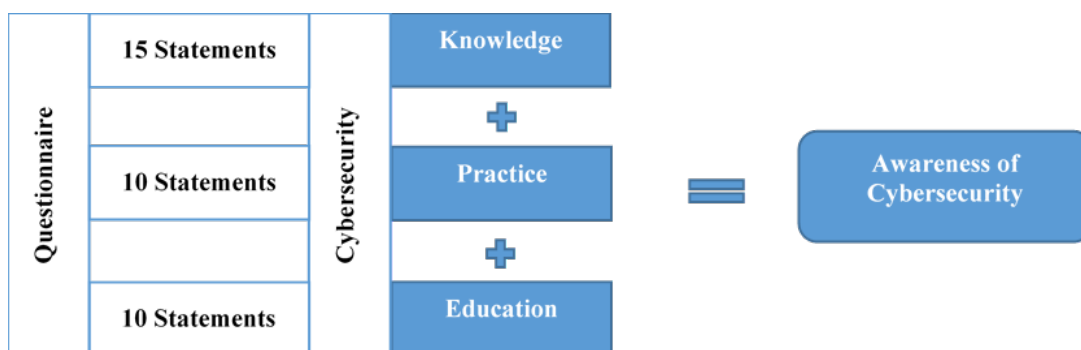 Questionnaire
15 Statements
10 Statements
10 Statements
Cybersecurity
Knowledge
Practice
Education
Awareness of
Cybersecurity